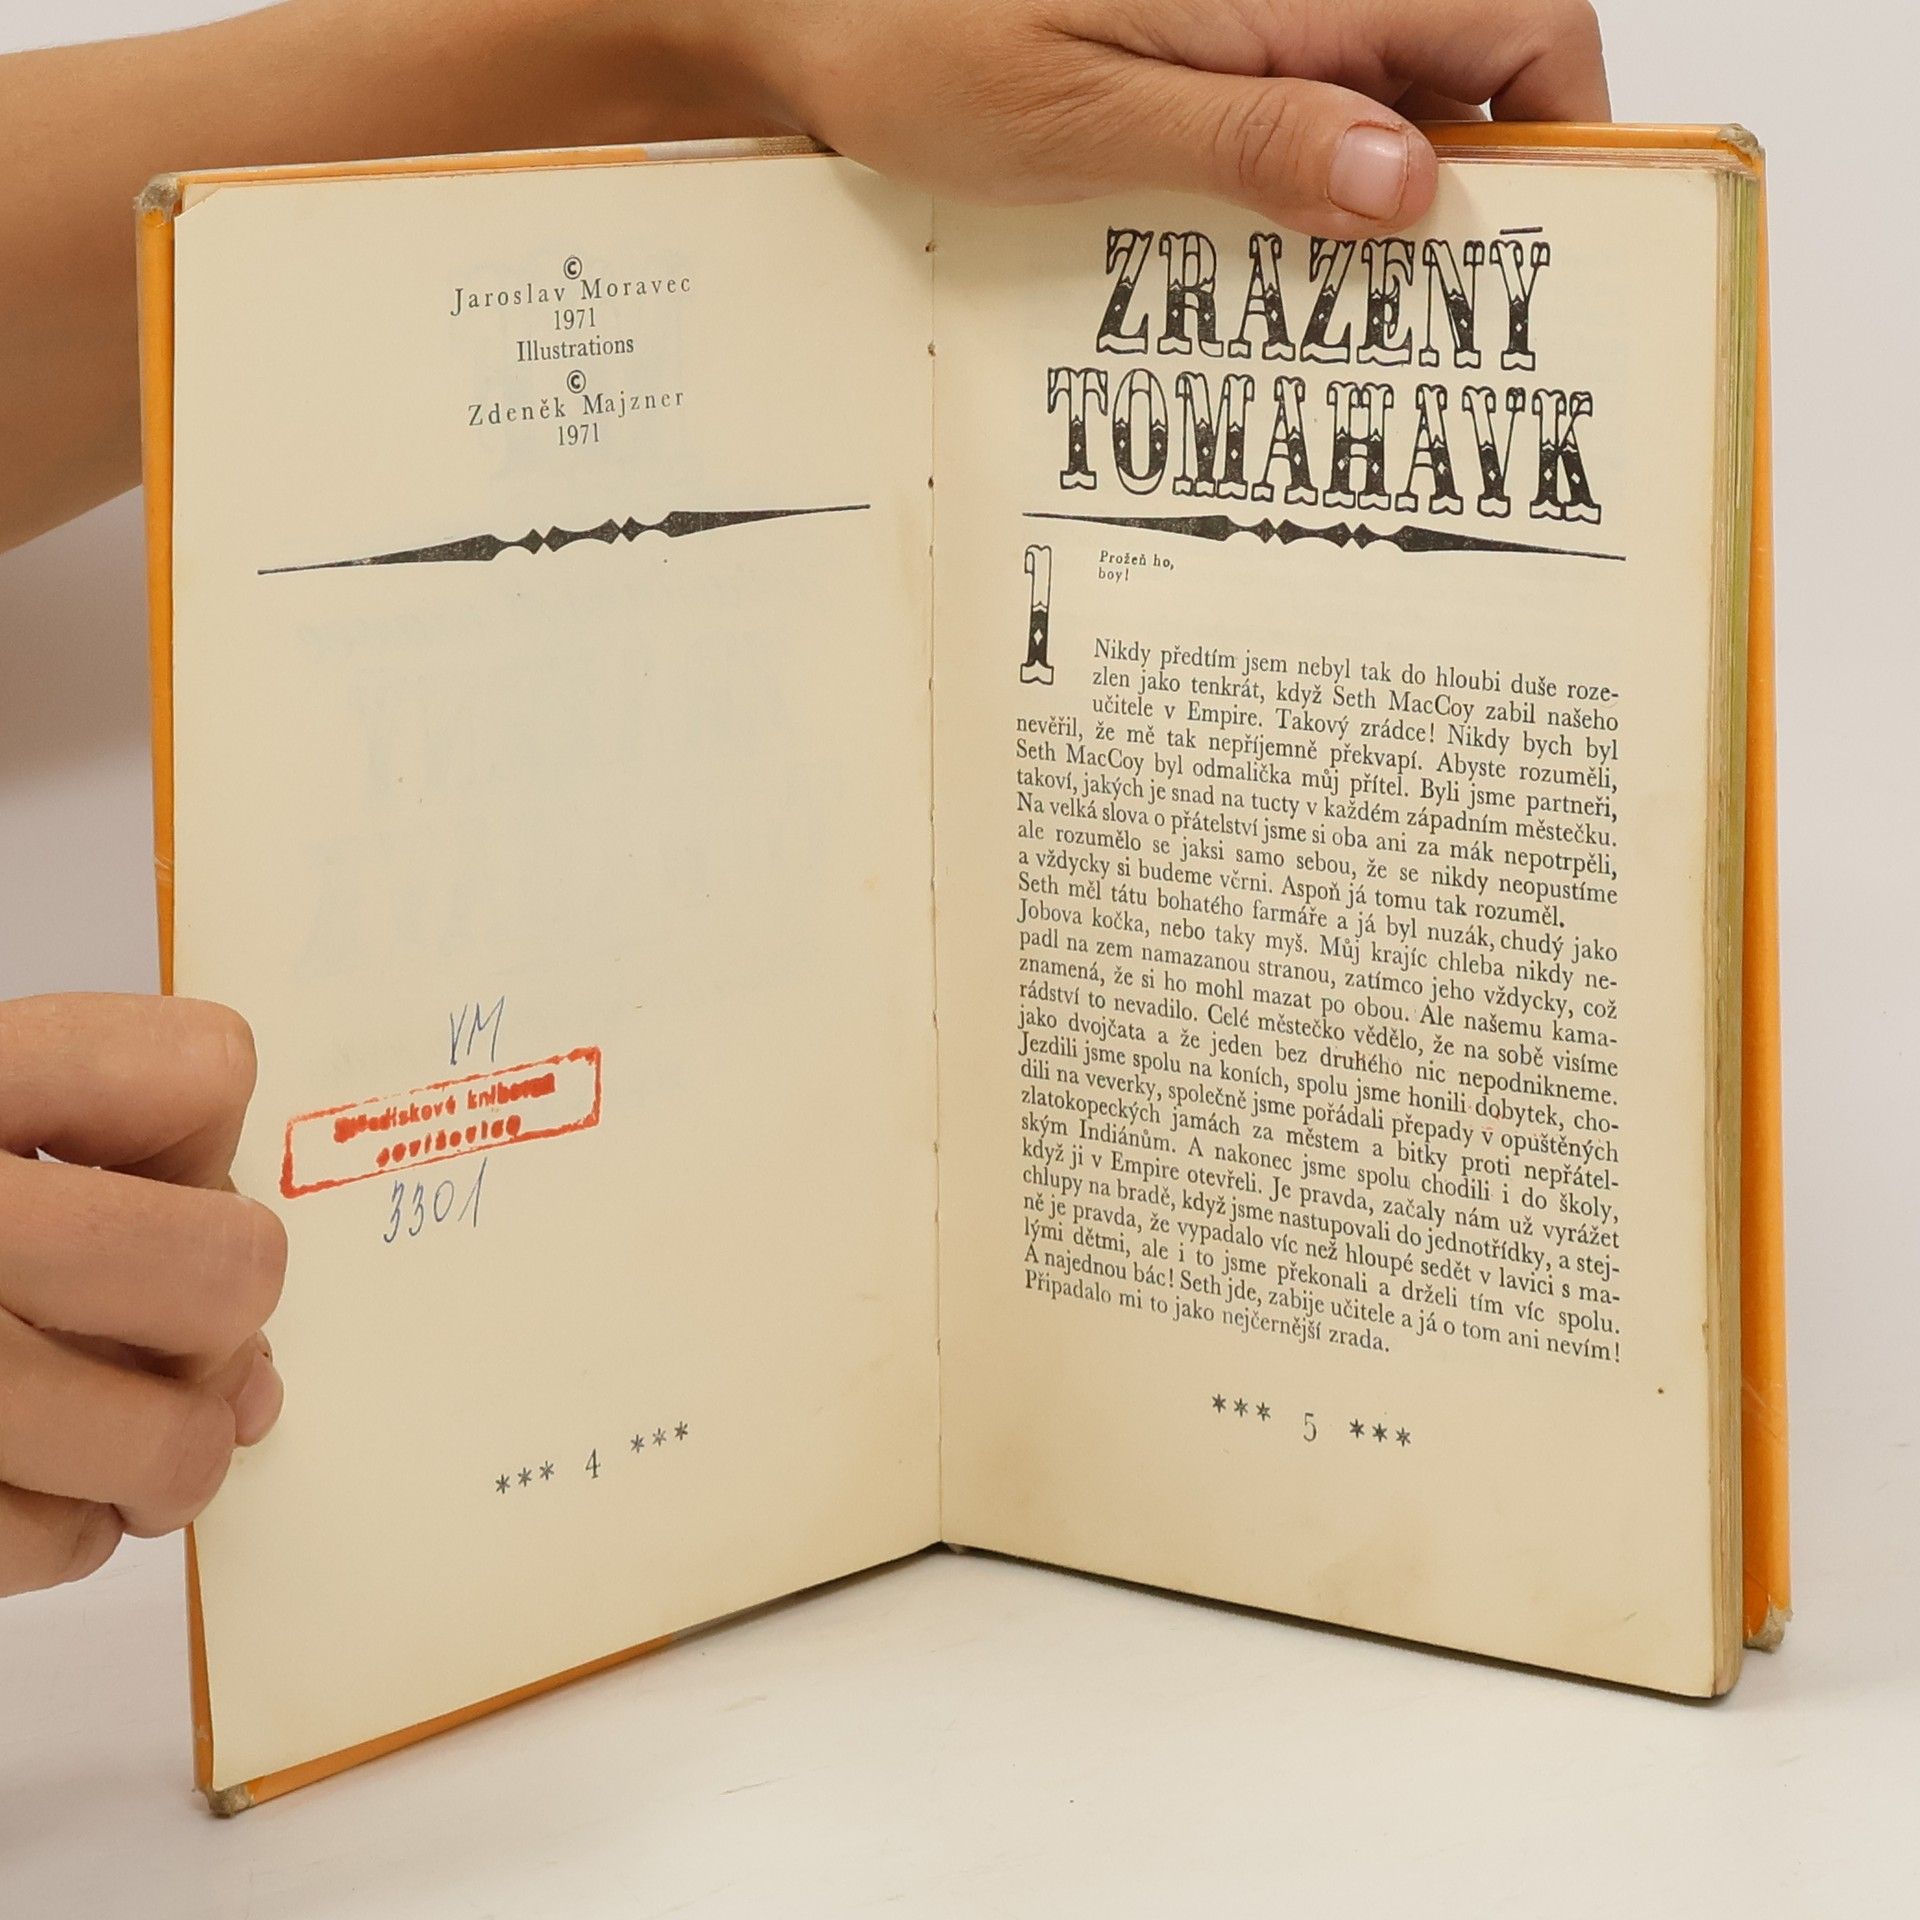 ©
Jaroslav Moravec
1971
Illustrations
©
Zdeněk Majzner
1971
VM
Středisková knihovna
3301
*** 4 ***
ZRAZENÝ
TOMAHAVK
1
Prožeň ho,
boy!
Nikdy předtím jsem nebyl tak do hloubi duše roze-
zlen jako tenkrát, když Seth MacCoy zabil našeho
učitele v Empire. Takový zrádce! Nikdy bych byl
nevěřil, že mě tak nepříjemně překvapí. Abyste rozuměli,
Seth MacCoy byl odmalička můj přítel. Byli jsme partneři,
takoví, jakých je snad na tucty v každém západním městečku.
Na velká slova o přátelství jsme si oba ani za mák nepotrpěli,
ale rozumělo se jaksi samo sebou, že se nikdy neopustíme
a vždycky si budeme věrni. Aspoň já tomu tak rozuměl.
Seth měl tátu bohatého farmáře a já byl nuzák, chudý jako
Jobova kočka, nebo taky myš. Můj krajíc chleba nikdy ne-
padl na zem namazanou stranou, zatímco jeho vždycky, což
znamená, že si ho mohl mazat po obou. Ale našemu kama-
rádství to nevadilo. Celé městečko vědělo, že na sobě visíme
jako dvojčata a že jeden bez druhého nic nepodnikneme.
Jezdili jsme spolu na koních, spolu jsme honili dobytek, cho-
dili na veverky, společně jsme pořádali přepady v opuštěných
zlatokopeckých jamách za městem a bitky proti nepřátel-
ským Indiánům. A nakonec jsme spolu chodili i do školy,
když ji v Empire otevřeli. Je pravda, začaly nám už vyrážet
chlupy na bradě, když jsme nastupovali do jednotřídky, a stej-
ně je pravda, že vypadalo víc než hloupé sedět v lavici s ma-
lými dětmi, ale i to jsme překonali a drželi tím víc spolu.
A najednou bác! Seth jde, zabije učitele a já o tom ani nevím!
Připadalo mi to jako nejčernější zrada.
*** 5 ***